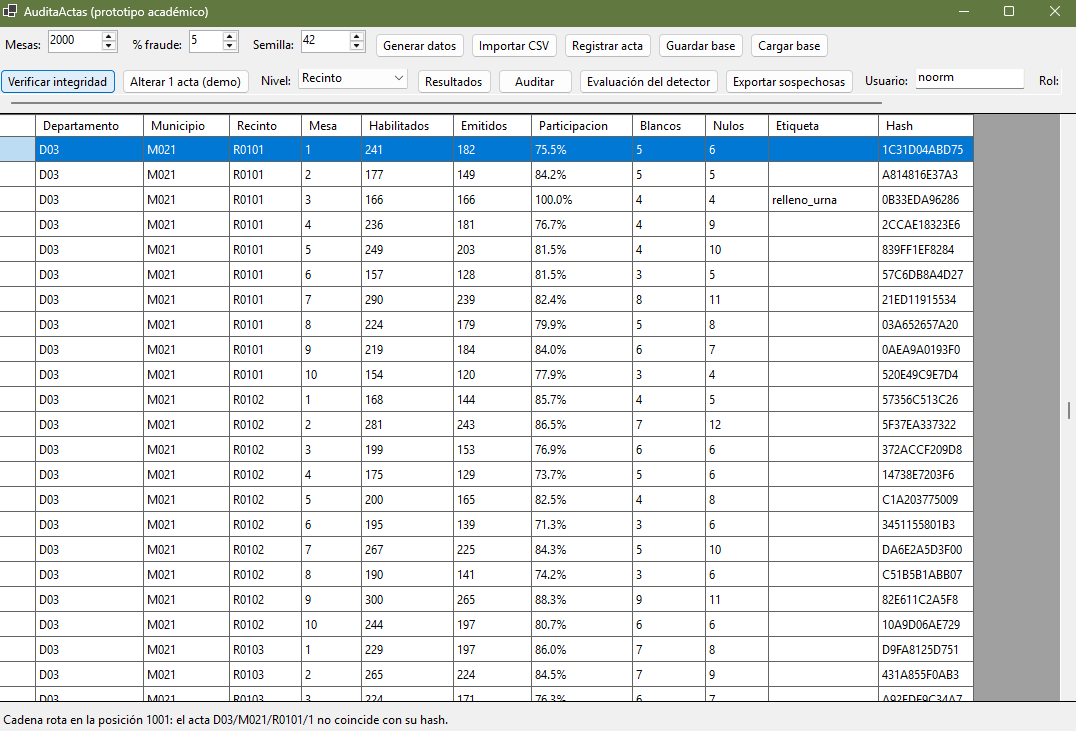 AuditaActas (prototipo académico)
Mesas: 2000 % fraude: 5 Semilla: 42 Generar datos Importar CSV Registrar acta Guardar base Cargar base
Verificar integridad Alterar 1 acta (demo) Nivel: Recinto Resultados Auditar Evaluación del detector Exportar sospechosas Usuario: noorm Rol:
Departamento Municipio Recinto Mesa Habilitados Emitidos Participacion Blancos Nulos Etiqueta Hash
D03 M021 R0101 1 241 182 75.5% 5 6 1C31D04ABD75
D03 M021 R0101 2 177 149 84.2% 5 5 A814816E37A3
D03 M021 R0101 3 166 166 100.0% 4 4 relleno_urna 0B33EDA96286
D03 M021 R0101 4 236 181 76.7% 4 9 2CCAE18323E6
D03 M021 R0101 5 249 203 81.5% 4 10 839FF1EF8284
D03 M021 R0101 6 157 128 81.5% 3 5 57C6DB8A4D27
D03 M021 R0101 7 290 239 82.4% 8 11 21ED11915534
D03 M021 R0101 8 224 179 79.9% 5 8 03A652657A20
D03 M021 R0101 9 219 184 84.0% 6 7 0AEA9A0193F0
D03 M021 R0101 10 154 120 77.9% 3 4 520E49C9E7D4
D03 M021 R0102 1 168 144 85.7% 4 5 57356C513C26
D03 M021 R0102 2 281 243 86.5% 7 12 5F37EA337322
D03 M021 R0102 3 199 153 76.9% 6 6 372ACCF209D8
D03 M021 R0102 4 175 129 73.7% 5 6 14738E7203F6
D03 M021 R0102 5 200 165 82.5% 4 8 C1A203775009
D03 M021 R0102 6 195 139 71.3% 3 6 3451155801B3
D03 M021 R0102 7 267 225 84.3% 5 10 DA6E2A5D3F00
D03 M021 R0102 8 190 141 74.2% 3 6 C51B5B1ABB07
D03 M021 R0102 9 300 265 88.3% 9 11 82E611C2A5F8
D03 M021 R0102 10 244 197 80.7% 6 6 10A9D06AE729
D03 M021 R0103 1 229 197 86.0% 7 8 D9FA8125D751
D03 M021 R0103 2 265 224 84.5% 7 9 431A855F0AB3
D03 M021 R0103 3 224 171 76.3% 6 7
Cadena rota en la posición 1001: el acta D03/M021/R0101/1 no coincide con su hash.